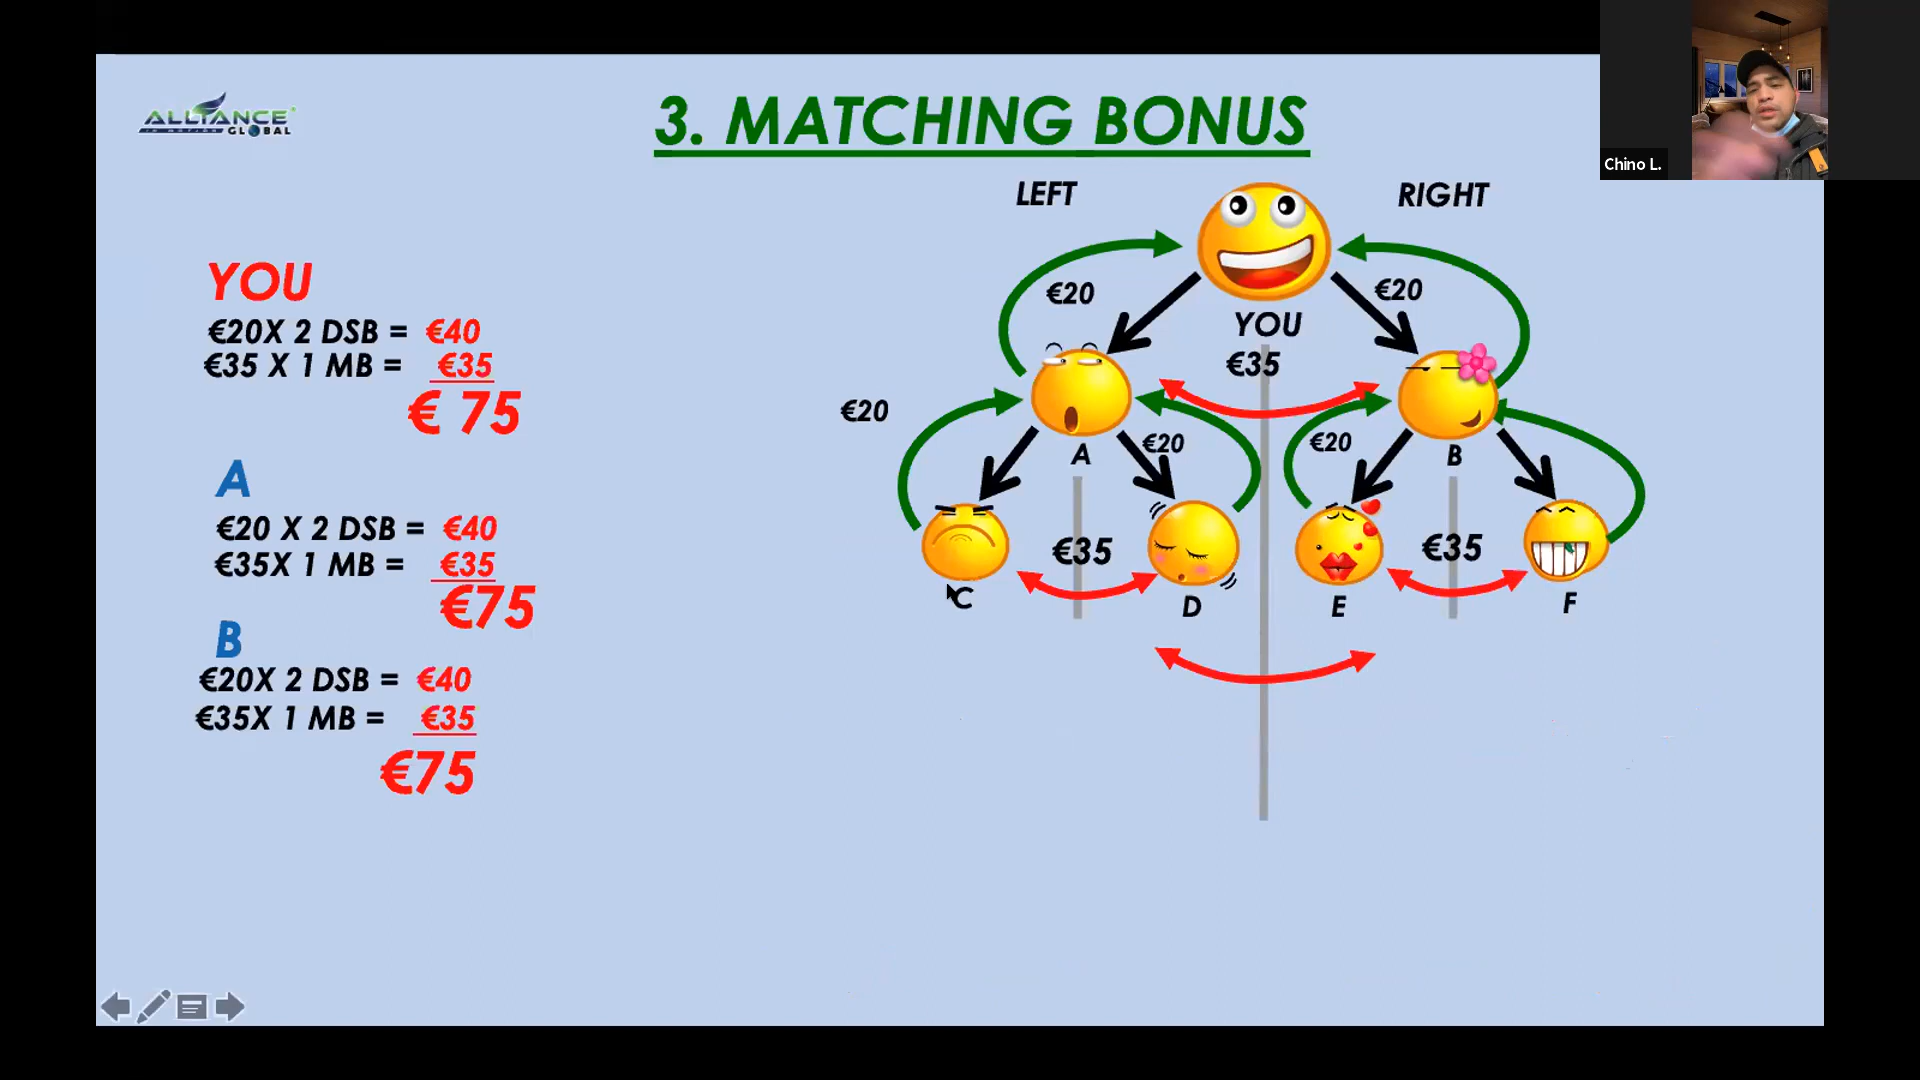 ALLIANCE
IN MOTION GLOBAL
3. MATCHING BONUS
Chino L.
LEFT
RIGHT
€20
€20
YOU
€35
YOU
€20X 2 DSB = €40
€35 X 1 MB = €35
€ 75
€20
€20
€20
A
B
A
€20 X 2 DSB = €40
€35X 1 MB = €35
€75
€35
€35
C
D
E
F
B
€20X 2 DSB = €40
€35X 1 MB = €35
€75